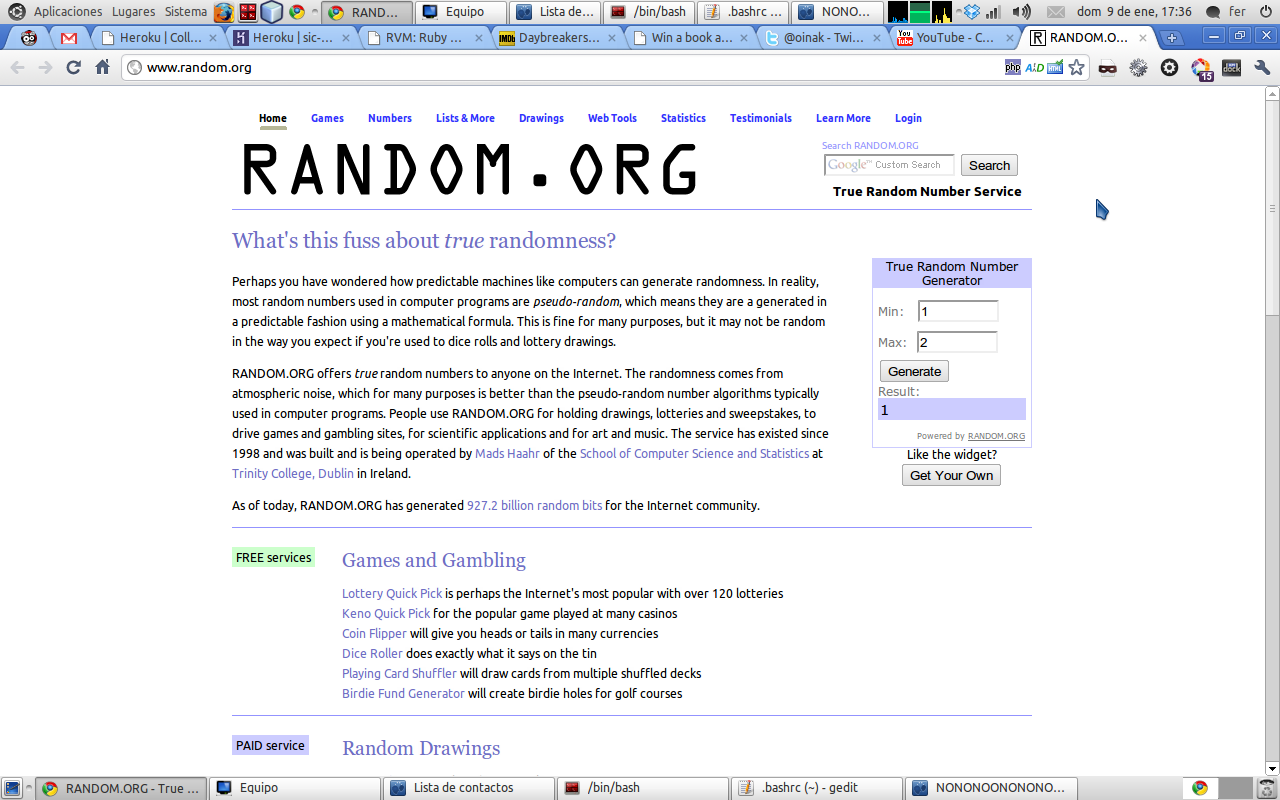 Aplicaciones Lugares Sistema
RAND...
Equipo
Lista de...
/bin/bash
.bashrc ...
NONO...
dom 9 de ene, 17:36
fer
Heroku | Coll...
Heroku | sic-...
RVM: Ruby ...
IMDb Daybreakers...
Win a book a...
@oinak - Twi...
YouTube - C...
RANDOM.O...
www.random.org
php
15
Home Games Numbers Lists & More Drawings Web Tools Statistics Testimonials Learn More Login
RANDOM.ORG
Search RANDOM.ORG
Google™ Custom Search
Search
True Random Number Service
What's this fuss about true randomness?
Perhaps you have wondered how predictable machines like computers can generate randomness. In reality,
most random numbers used in computer programs are pseudo-random, which means they are a generated in
a predictable fashion using a mathematical formula. This is fine for many purposes, but it may not be random
in the way you expect if you're used to dice rolls and lottery drawings.
RANDOM.ORG offers true random numbers to anyone on the Internet. The randomness comes from
atmospheric noise, which for many purposes is better than the pseudo-random number algorithms typically
used in computer programs. People use RANDOM.ORG for holding drawings, lotteries and sweepstakes, to
drive games and gambling sites, for scientific applications and for art and music. The service has existed since
1998 and was built and is being operated by Mads Haahr of the School of Computer Science and Statistics at
Trinity College, Dublin in Ireland.
As of today, RANDOM.ORG has generated 927.2 billion random bits for the Internet community.
True Random Number
Generator
Min: 1
Max: 2
Generate
Result:
1
Powered by RANDOM.ORG
Like the widget?
Get Your Own
FREE services
Games and Gambling
Lottery Quick Pick is perhaps the Internet's most popular with over 120 lotteries
Keno Quick Pick for the popular game played at many casinos
Coin Flipper will give you heads or tails in many currencies
Dice Roller does exactly what it says on the tin
Playing Card Shuffler will draw cards from multiple shuffled decks
Birdie Fund Generator will create birdie holes for golf courses
PAID service
Random Drawings
RANDOM.ORG - True ...
Equipo
Lista de contactos
/bin/bash
.bashrc (~) - gedit
NONONOONONONO...